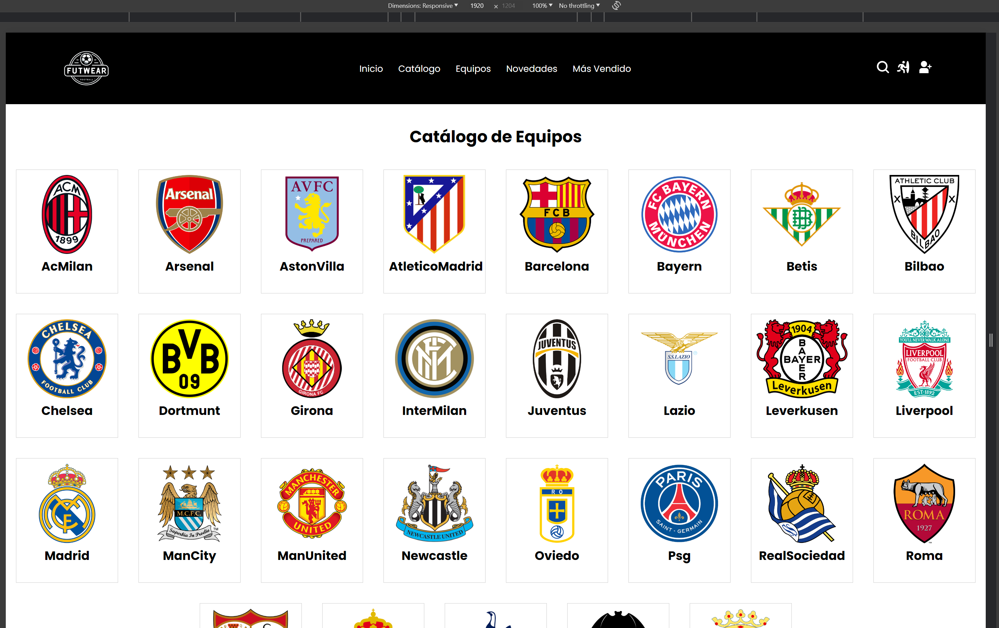 Dimensions: Responsive 1920 × 1204 100% No throttling
FUTWEAR
FOOTBALL
Inicio Catálogo Equipos Novedades Más Vendido
Catálogo de Equipos
ACM
1899
Arsenal
AVFC
PREPARED
FCB
FC BAYERN
MÜNCHEN
ATHLETIC CLUB
BILBAO
AcMilan Arsenal AstonVilla AtleticoMadrid Barcelona Bayern Betis Bilbao
CHELSEA
FOOTBALL CLUB
BVB
09
GIRONA FC
JUVENTUS
S.S.LAZIO
®
1904
BAYER
BAYER
Leverkusen
YOU'LL NEVER WALK ALONE
LIVERPOOL
FOOTBALL CLUB
EST·1892
Chelsea Dortmunt Girona InterMilan Juventus Lazio Leverkusen Liverpool
M.C.F.C.
Superbia In Proelio
TM
MANCHESTER
UNITED
NEWCASTLE UNITED
R O
PARIS
SAINT - GERMAIN
ROMA
1927
TM
Madrid ManCity ManUnited Newcastle Oviedo Psg RealSociedad Roma